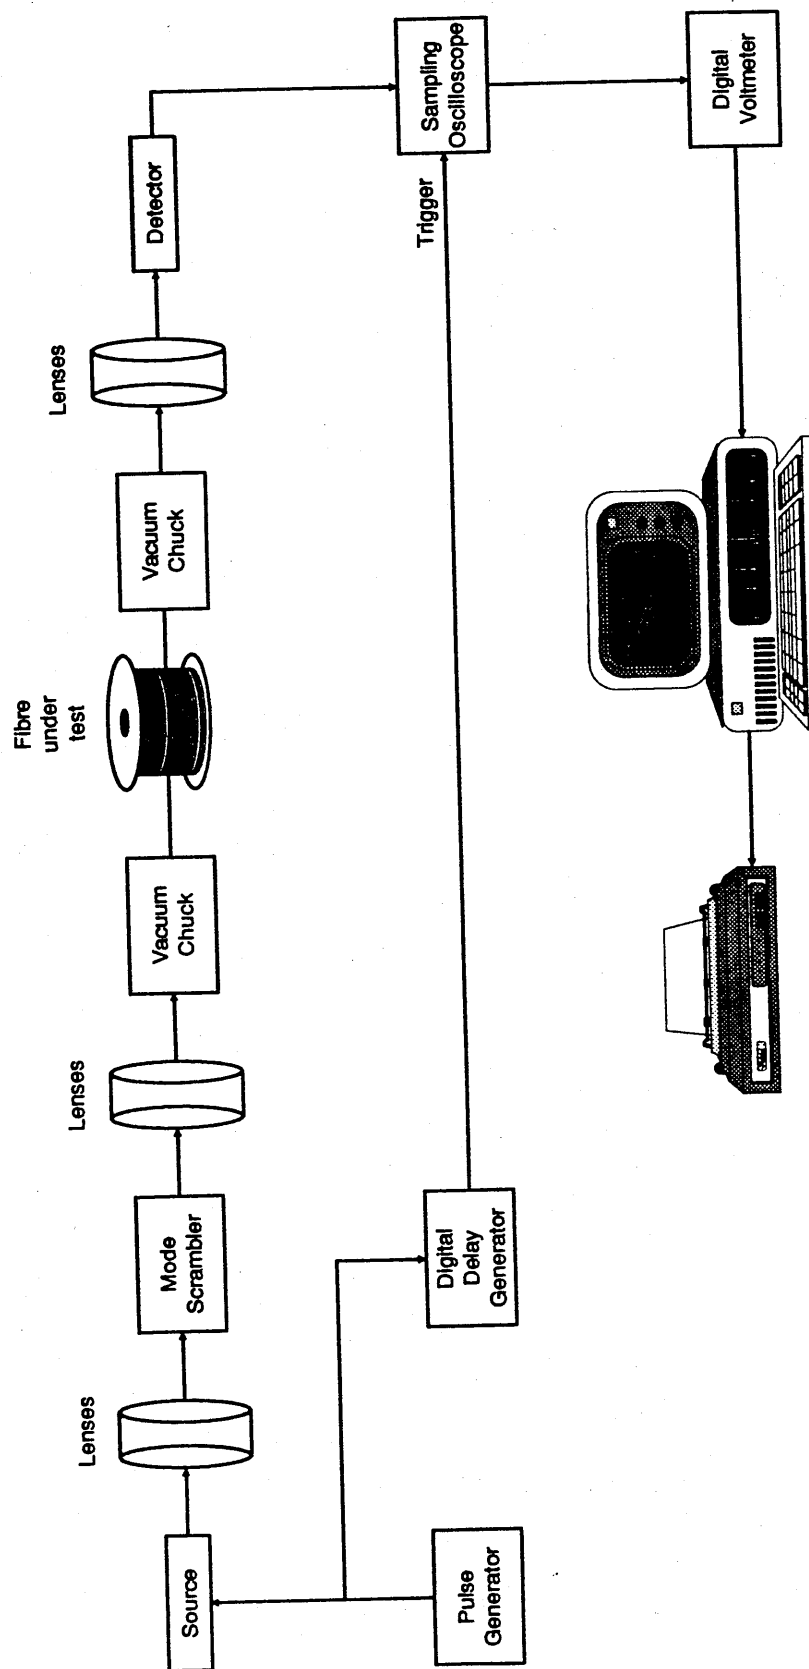 Source
Lenses
Mode
Scrambler
Lenses
Vacuum
Chuck
Fibre
under
test
Vacuum
Chuck
Lenses
Detector
Pulse
Generator
Digital
Delay
Generator
Trigger
Sampling
Oscilloscope
Digital
Voltmeter